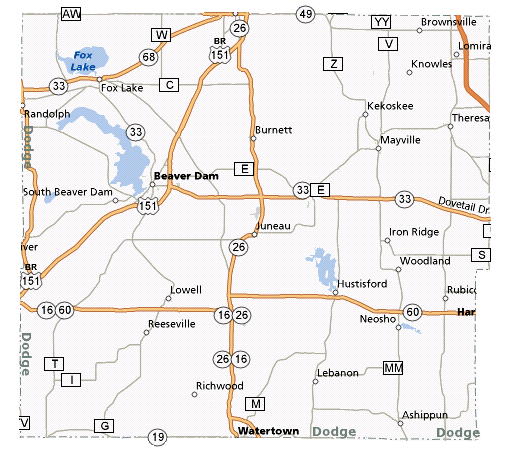 AW
49
YY
Brownsville
26
W
BR
151
V
Lomira
Fox
Lake
68
Z
Knowles
33
C
Fox Lake
Randolph
Kekoskee
Theresa
33
Burnett
Mayville
Dodge
E
Beaver Dam
South Beaver Dam
33
E
33
Dovetail Dr.
151
Juneau
Iron Ridge
iver
26
S
BR
151
Woodland
Hustisford
Lowell
Rubico
16
60
16
26
60
Har
Reeseville
Neosho
Dodge
26
16
T
I
Lebanon
MM
Richwood
M
V
G
Ashippun
19
Watertown
Dodge
Dodge